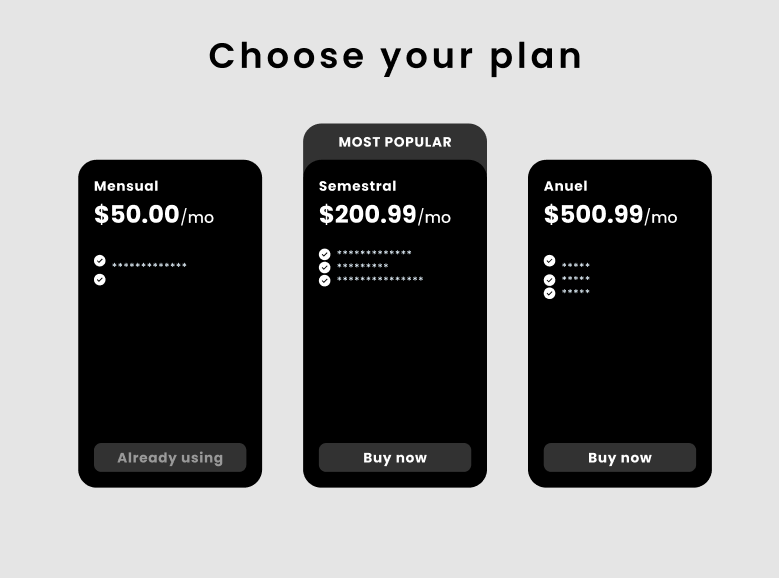 Choose your plan
MOST POPULAR
Mensual
$50.00/mo
*************
Already using
Semestral
$200.99/mo
*************
*********
***************
Buy now
Anuel
$500.99/mo
*****
*****
*****
Buy now